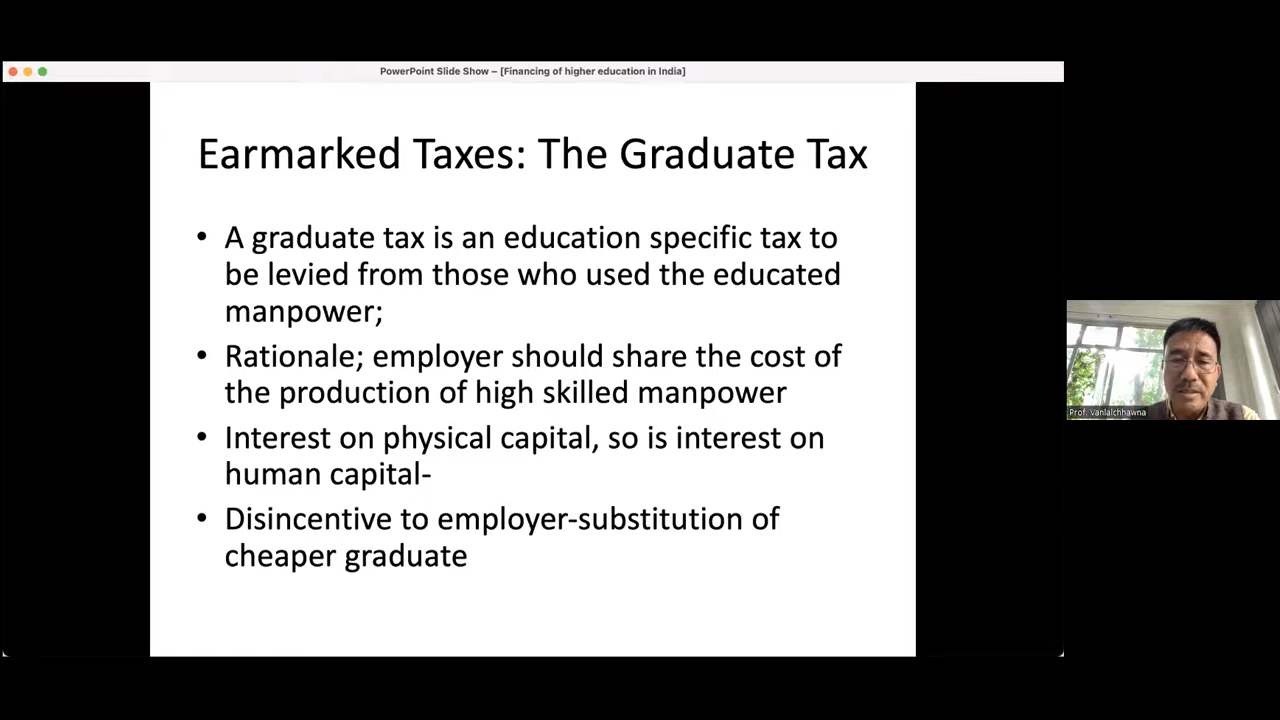 PowerPoint Slide Show – [Financing of higher education in India]
Earmarked Taxes: The Graduate Tax
• A graduate tax is an education specific tax to
be levied from those who used the educated
manpower;
• Rationale; employer should share the cost of
the production of high skilled manpower
• Interest on physical capital, so is interest on
human capital-
• Disincentive to employer-substitution of
cheaper graduate
Prof. Vanlalchhawna